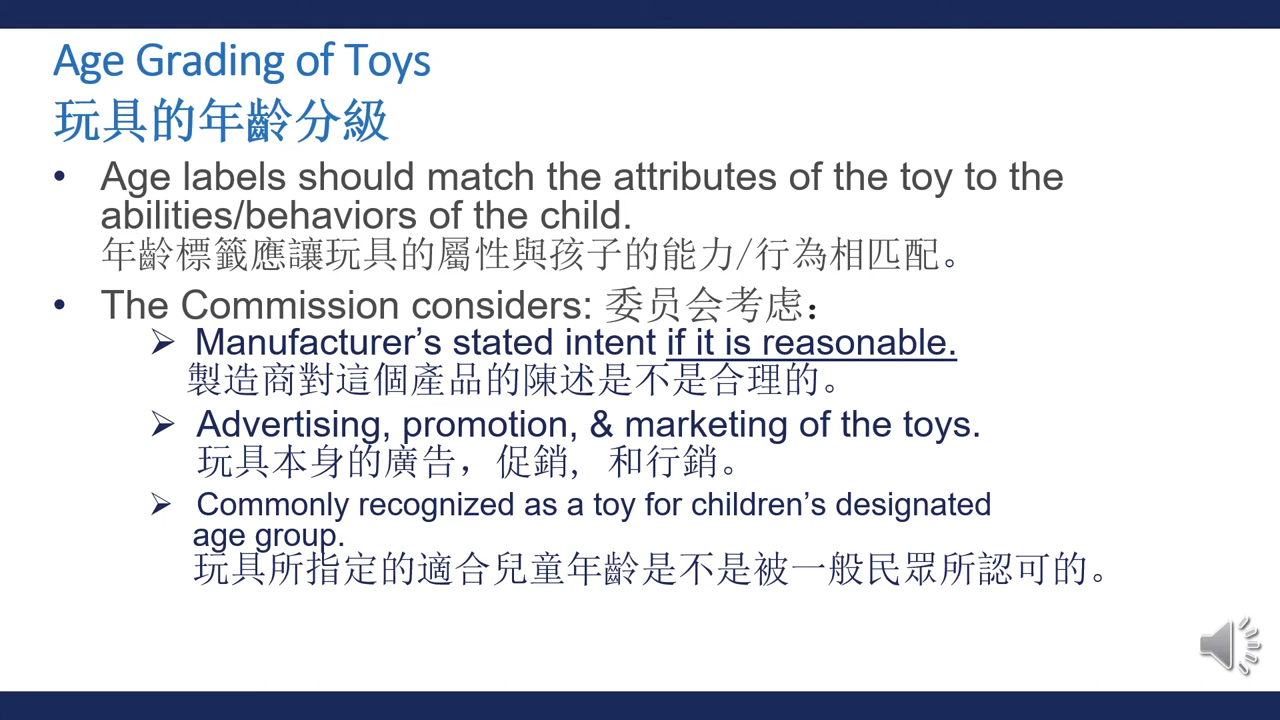 Age Grading of Toys
玩具的年齡分級
• Age labels should match the attributes of the toy to the
abilities/behaviors of the child.
年齡標籤應讓玩具的屬性與孩子的能力/行為相匹配。
• The Commission considers: 委员会考虑：
➢ Manufacturer’s stated intent if it is reasonable.
製造商對這個產品的陳述是不是合理的。
➢ Advertising, promotion, & marketing of the toys.
玩具本身的廣告，促銷, 和行銷。
➢ Commonly recognized as a toy for children’s designated
age group.
玩具所指定的適合兒童年齡是不是被一般民眾所認可的。